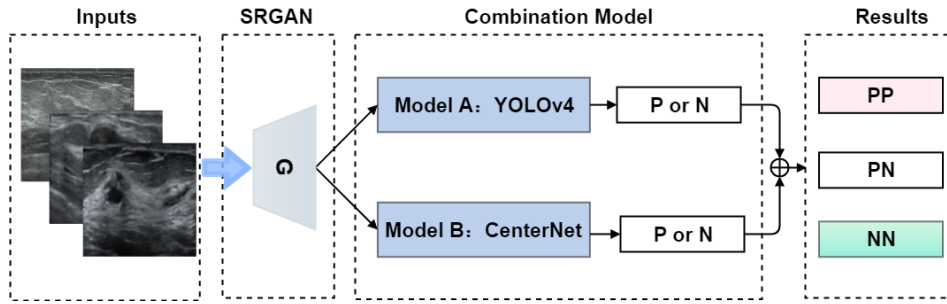 Inputs
SRGAN
Combination Model
Results
G
Model A：YOLOv4
P or N
Model B：CenterNet
P or N
PP
PN
NN